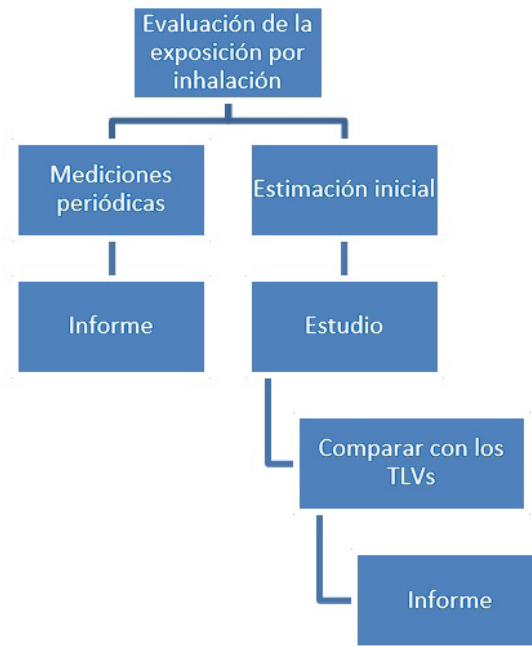 Evaluación de la
exposición por
inhalación
Mediciones
periódicas
Estimación inicial
Informe
Estudio
Comparar con los
TLVs
Informe